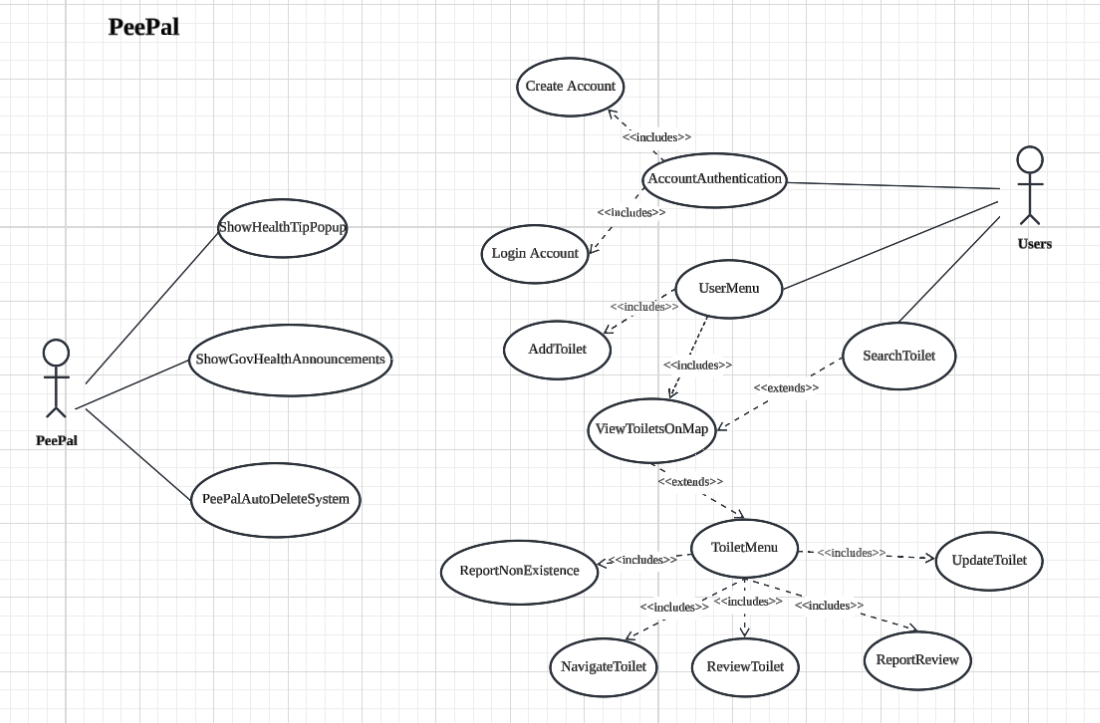 PeePal
Create Account
<<includes>>
AccountAuthentication
<<includes>>
ShowHealthTipPopup
Users
Login Account
UserMenu
<<includes>>
AddToilet
SearchToilet
ShowGovHealthAnnouncements
<<includes>>
<<extends>>
ViewToiletsOnMap
PeePal
<<extends>>
PeePalAutoDeleteSystem
ToiletMenu
<<includes>>
<<includes>>
UpdateToilet
ReportNonExistence
<<includes>>
<<includes>>
<<includes>>
NavigateToilet
ReviewToilet
ReportReview